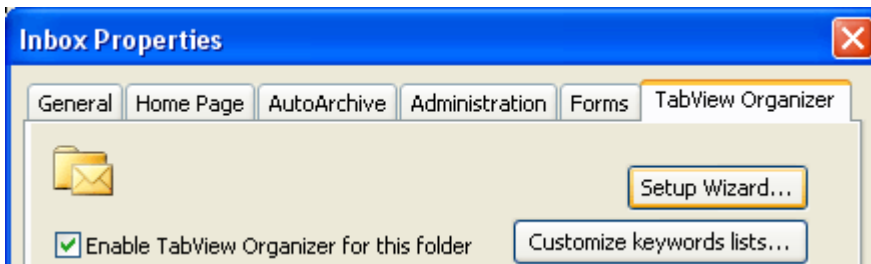 Inbox Properties
General Home Page AutoArchive Administration Forms TabView Organizer
Setup Wizard...
Enable TabView Organizer for this folder Customize keywords lists...